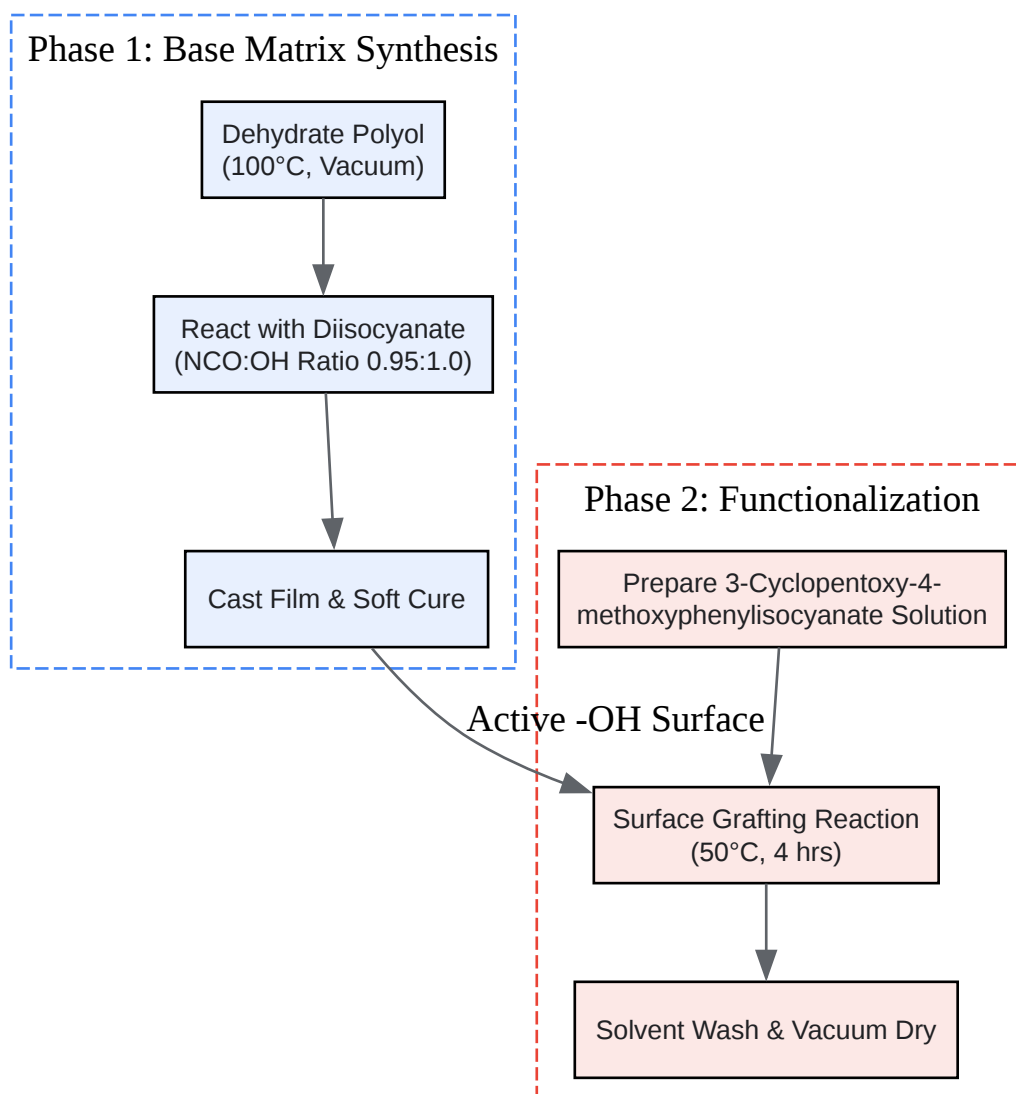 Phase 1: Base Matrix Synthesis
Dehydrate Polyol
(100°C, Vacuum)
React with Diisocyanate
(NCO:OH Ratio 0.95:1.0)
Cast Film & Soft Cure
Phase 2: Functionalization
Prepare 3-Cyclopentoxy-4-
methoxyphenylisocyanate Solution
Active -OH Surface
Surface Grafting Reaction
(50°C, 4 hrs)
Solvent Wash & Vacuum Dry